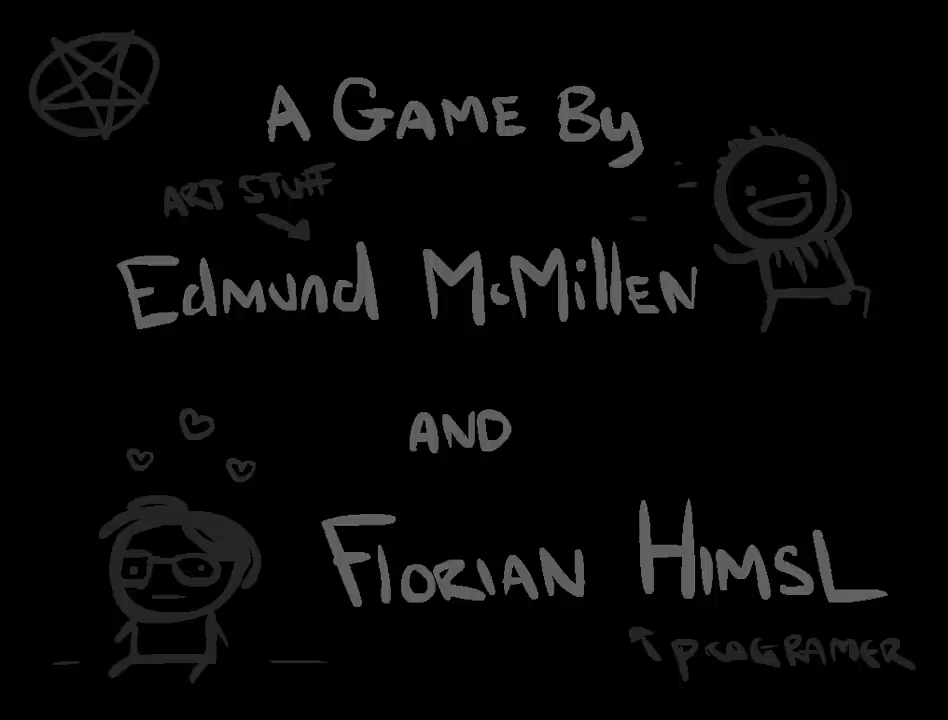 A GAME By
ART STUFF
Edmund McMillEN
AND
FlORIAN HIMSL
PROGRAMER